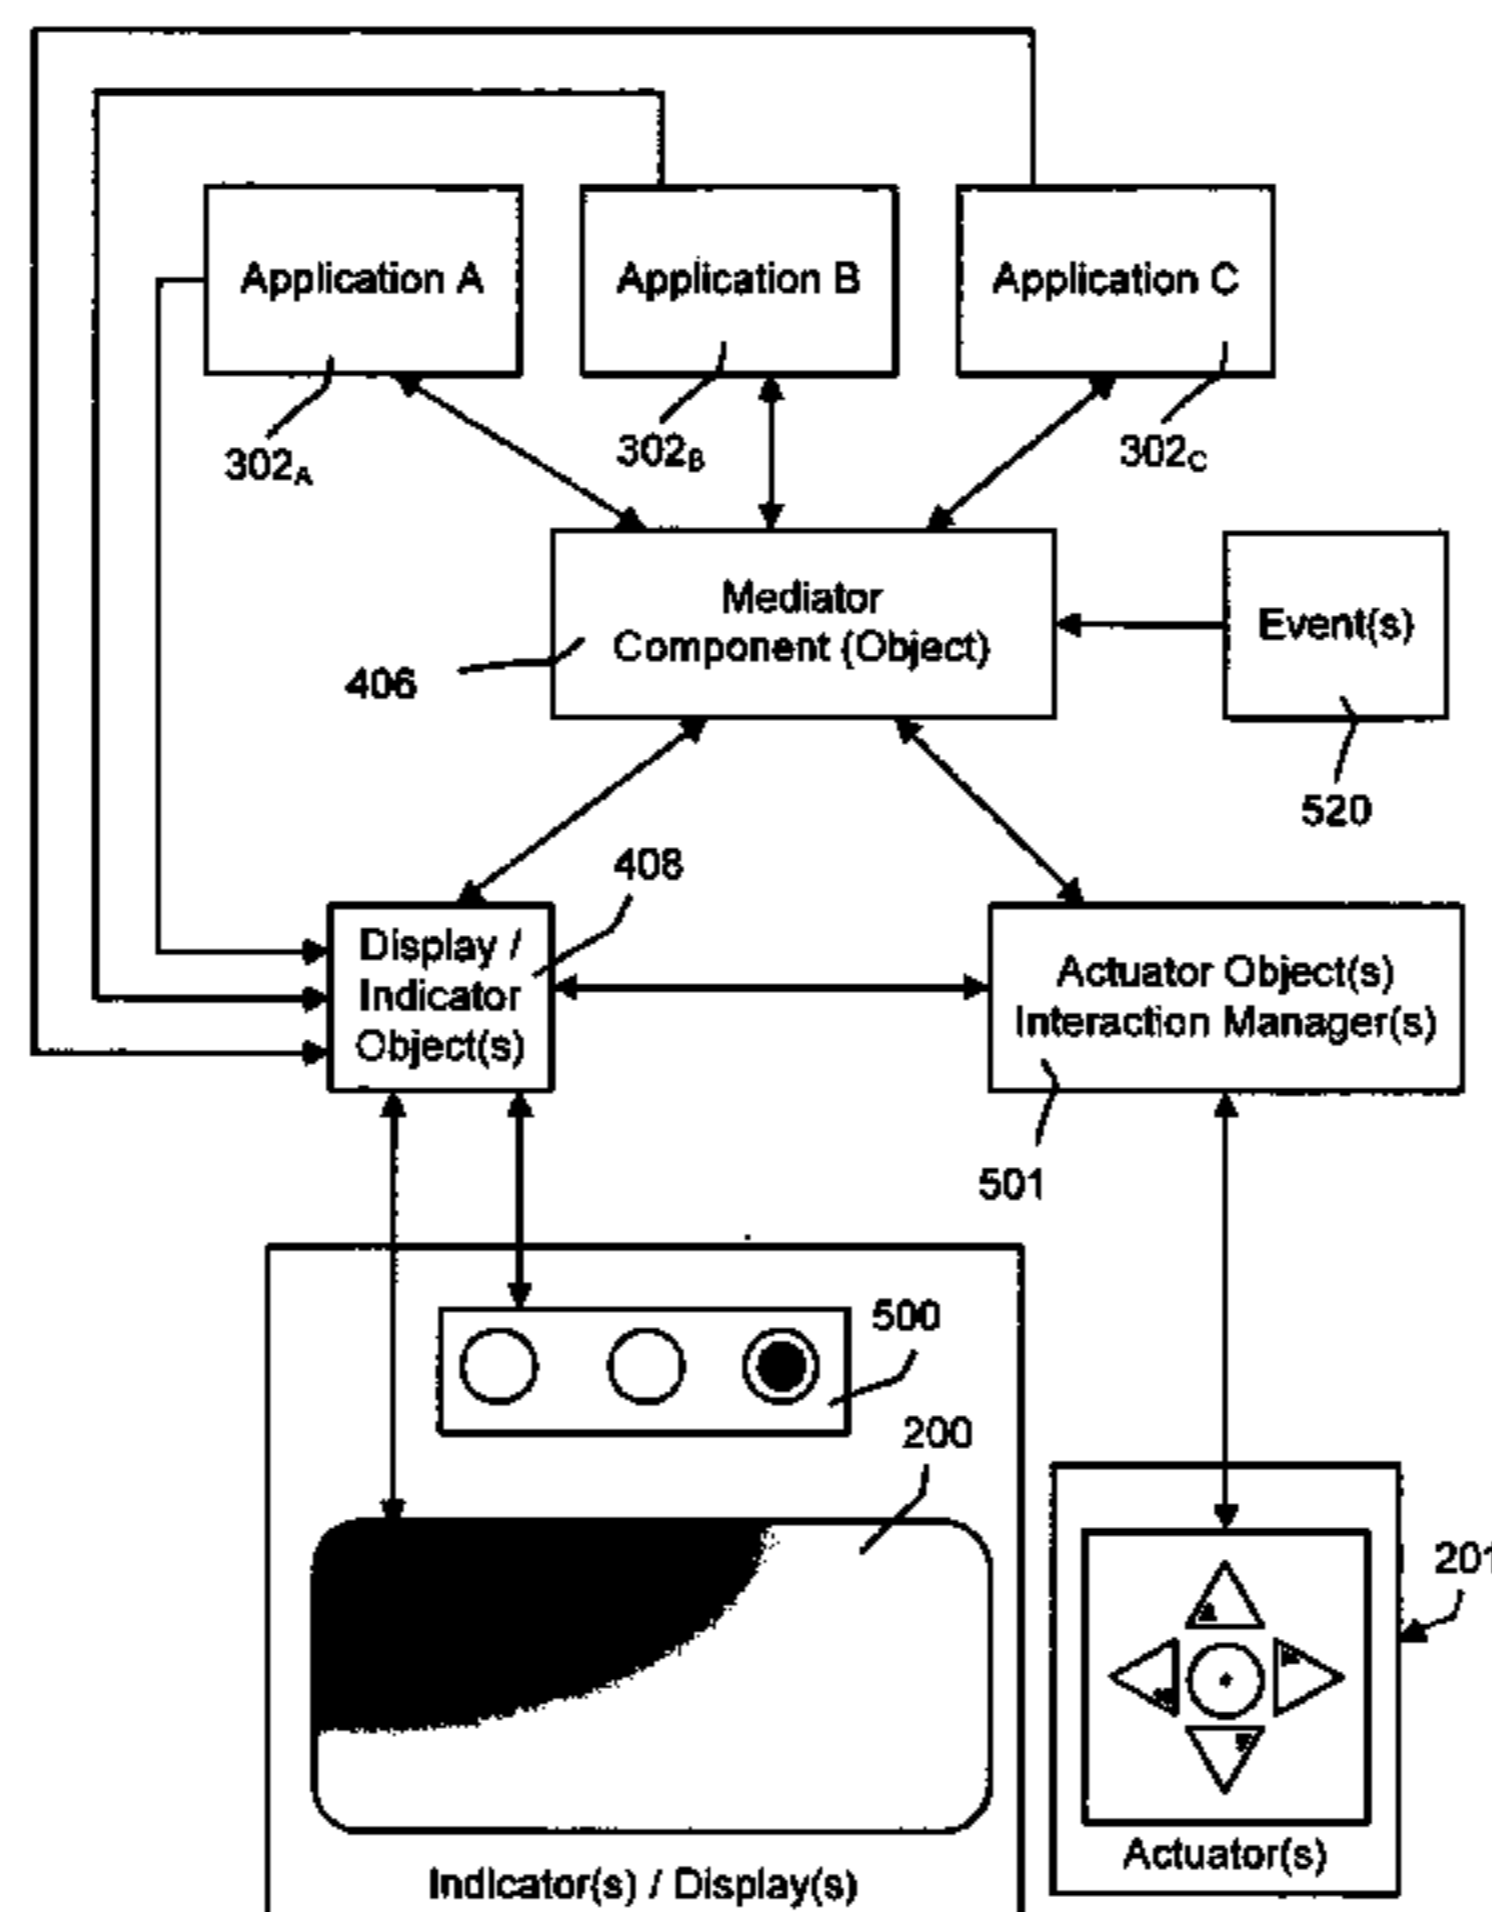 Application A
Application B
Application C
302A
302B
302C
Mediator
Component (Object)
Event(s)
406
520
408
Display /
Indicator
Object(s)
Actuator Object(s)
Interaction Manager(s)
501
500
200
201
Actuator(s)
Indicator(s) / Display(s)